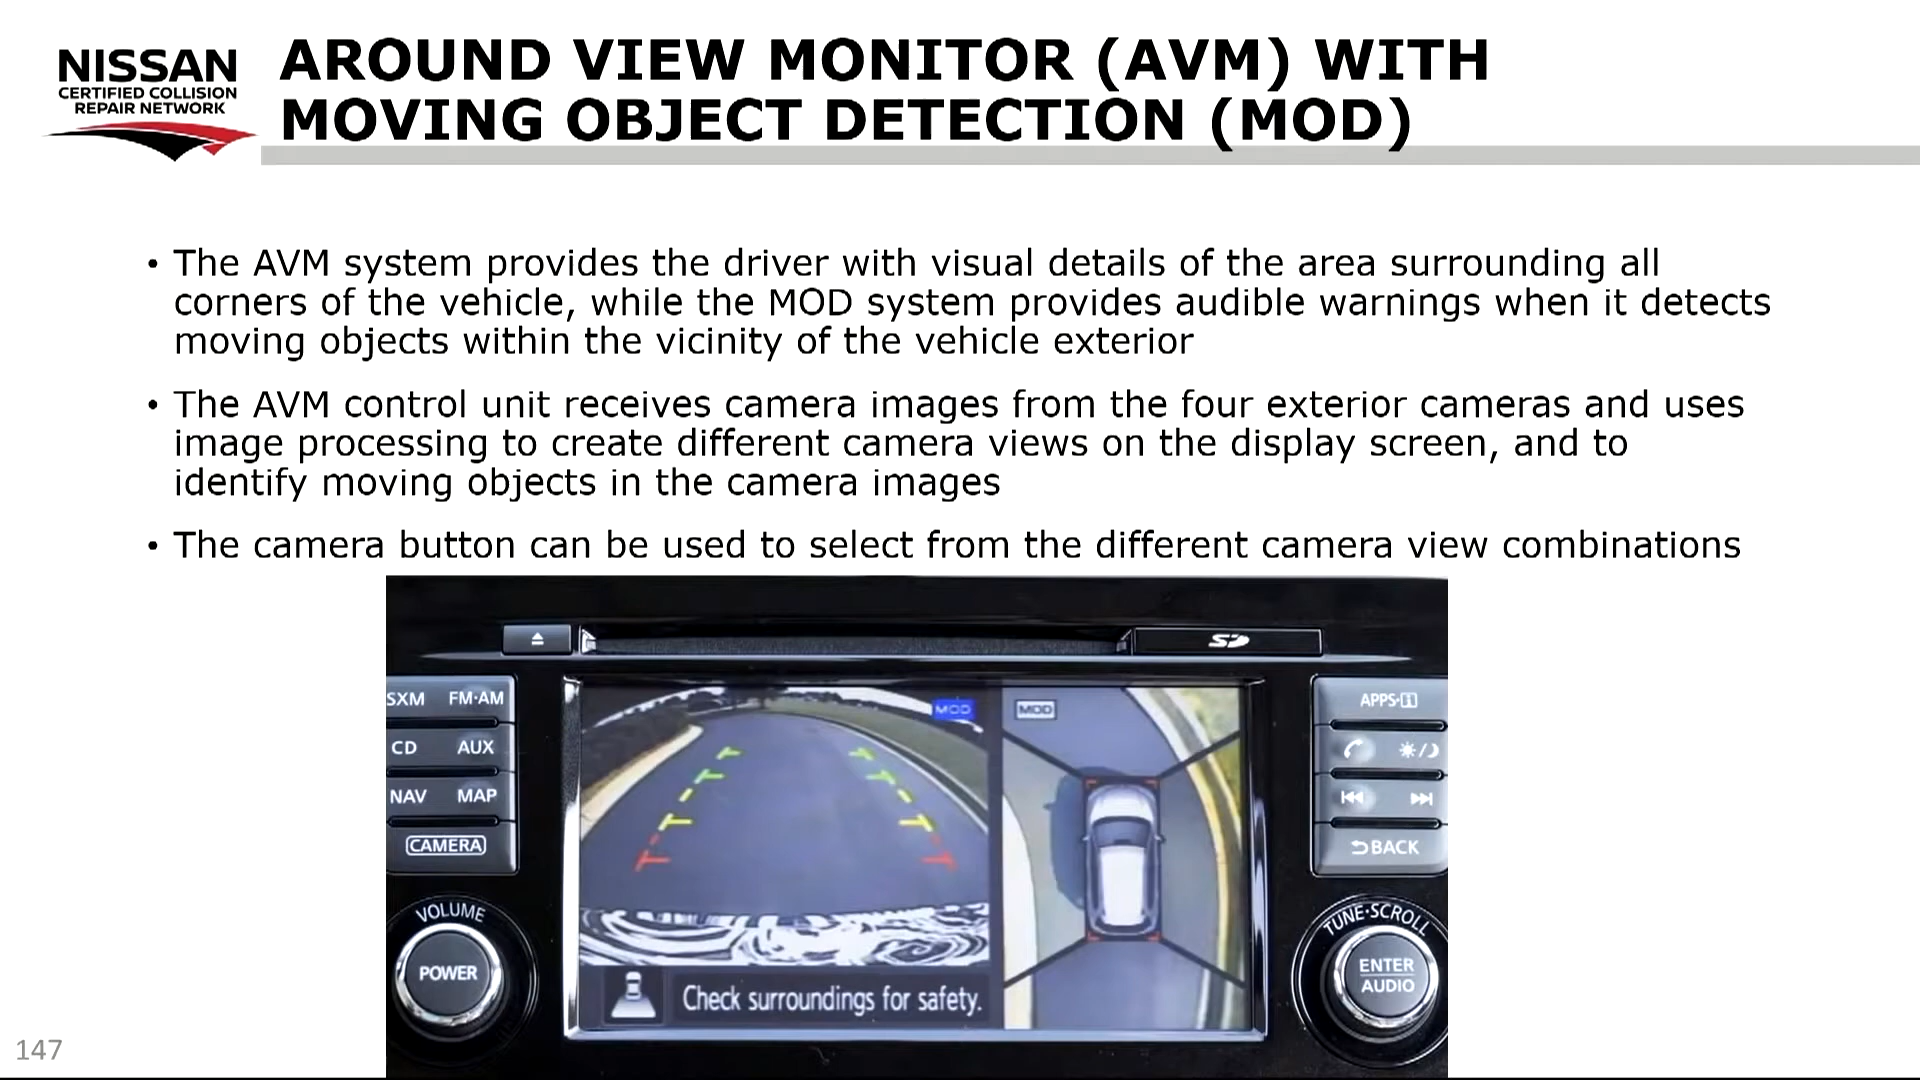 NISSAN
CERTIFIED COLLISION
REPAIR NETWORK
AROUND VIEW MONITOR (AVM) WITH
MOVING OBJECT DETECTION (MOD)
• The AVM system provides the driver with visual details of the area surrounding all
corners of the vehicle, while the MOD system provides audible warnings when it detects
moving objects within the vicinity of the vehicle exterior
• The AVM control unit receives camera images from the four exterior cameras and uses
image processing to create different camera views on the display screen, and to
identify moving objects in the camera images
• The camera button can be used to select from the different camera view combinations
SD
SXM FM·AM
CD AUX
NAV MAP
CAMERA
VOLUME
POWER
MOD
MOD
Check surroundings for safety.
APPS·i
BACK
TUNE·SCROLL
ENTER
AUDIO
147